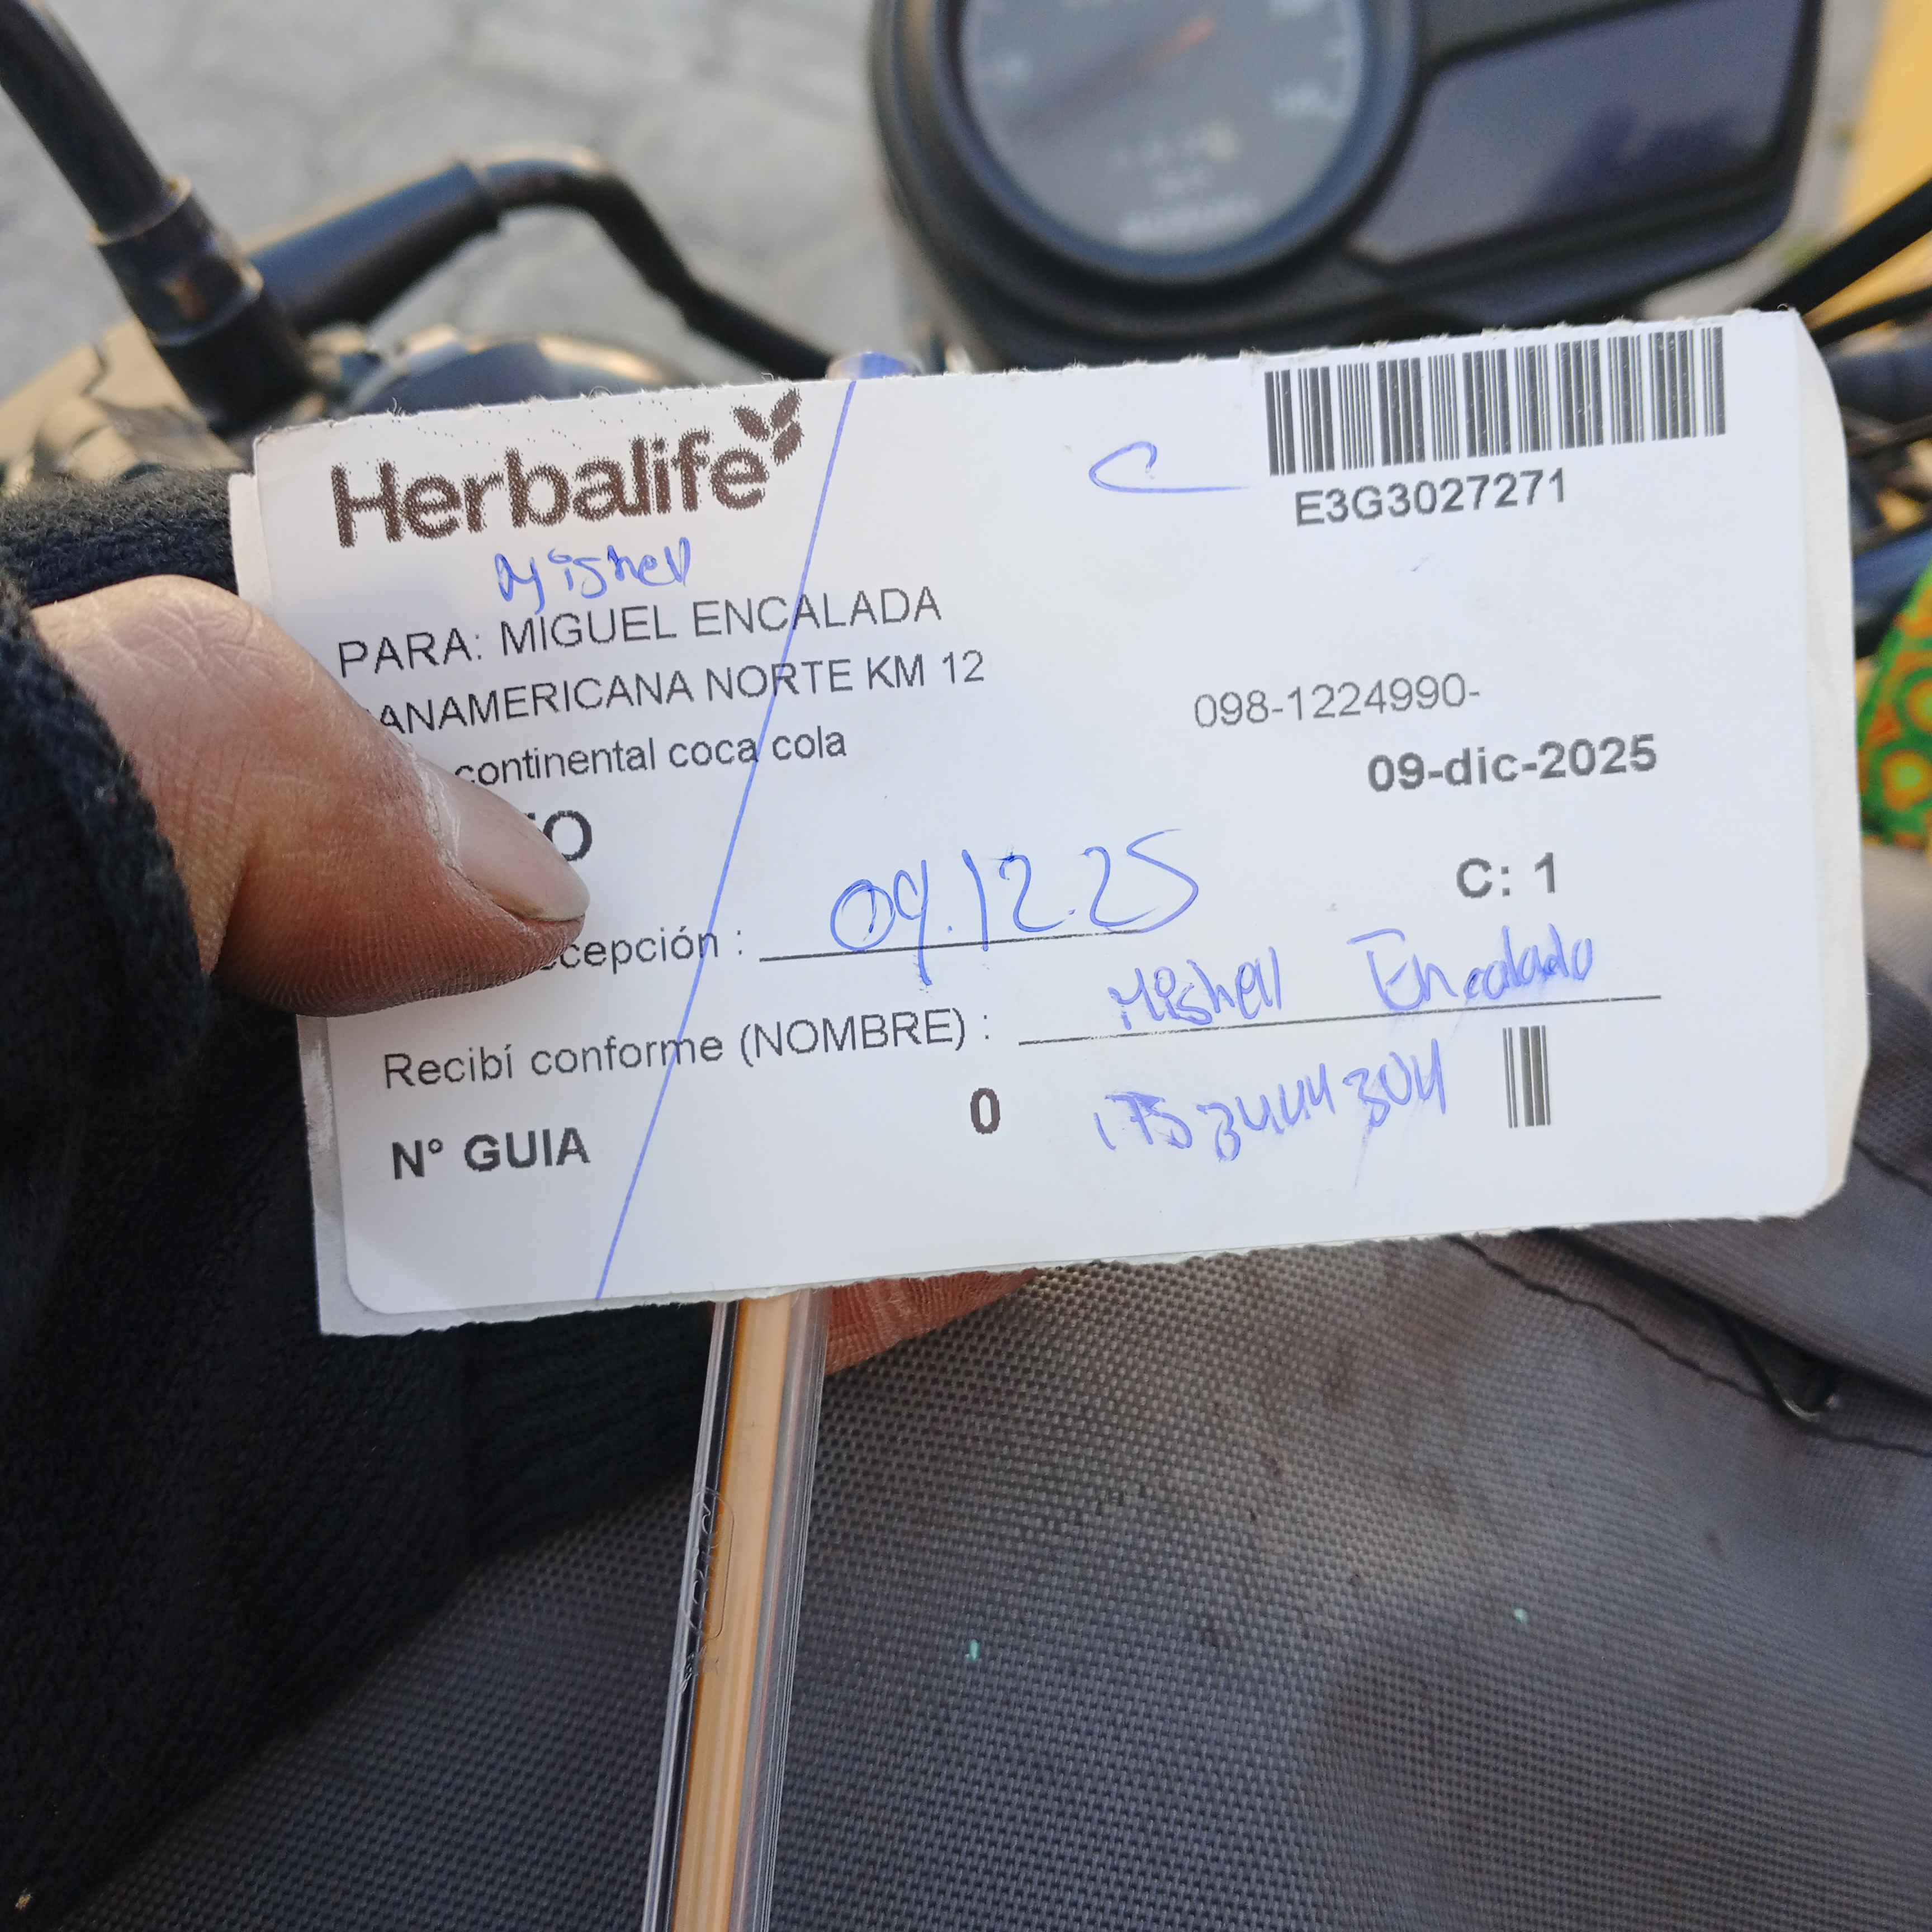 Herbalife
E3G3027271
Mishell
PARA: MIGUEL ENCALADA
ANAMERICANA NORTE KM 12
098-1224990-
continental coca cola
09-dic-2025
C: 1
cepción : 09.12.25
Recibí conforme (NOMBRE) : Mishell Encalada
N° GUIA 0